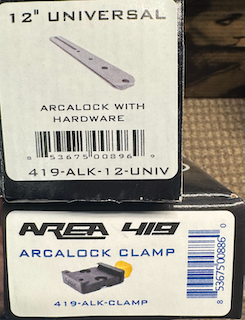 12" UNIVERSAL
ARCALOCK WITH
HARDWARE
8 53675 00896 9
419-ALK-12-UNIV
AREA 419
ARCALOCK CLAMP
419-ALK-CLAMP
8 53675 00886 0